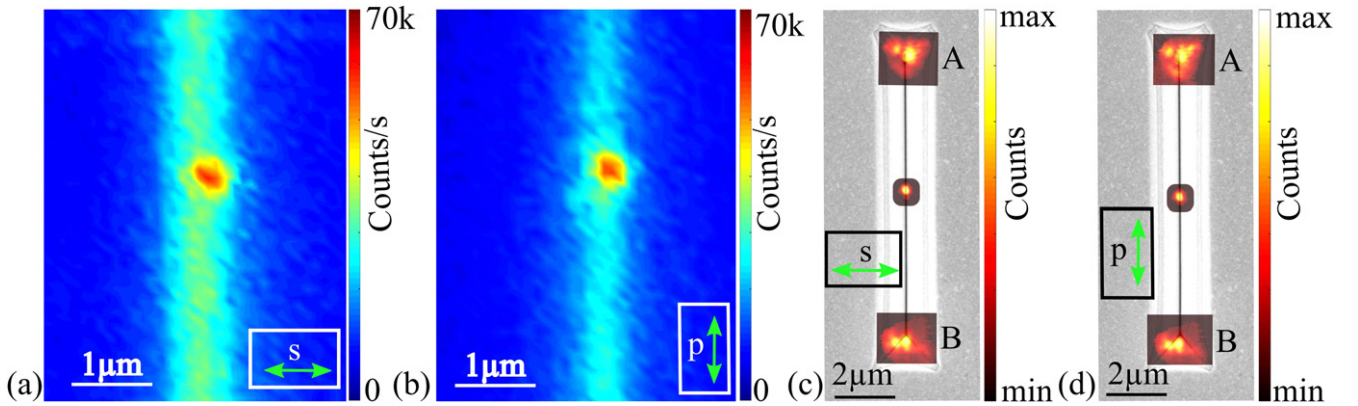 (a)
1μm
s
70k
Counts/s
0
(b)
1μm
p
70k
Counts/s
0
(c)
A
s
B
2μm
max
Counts
min
(d)
A
p
B
2μm
max
Counts
min